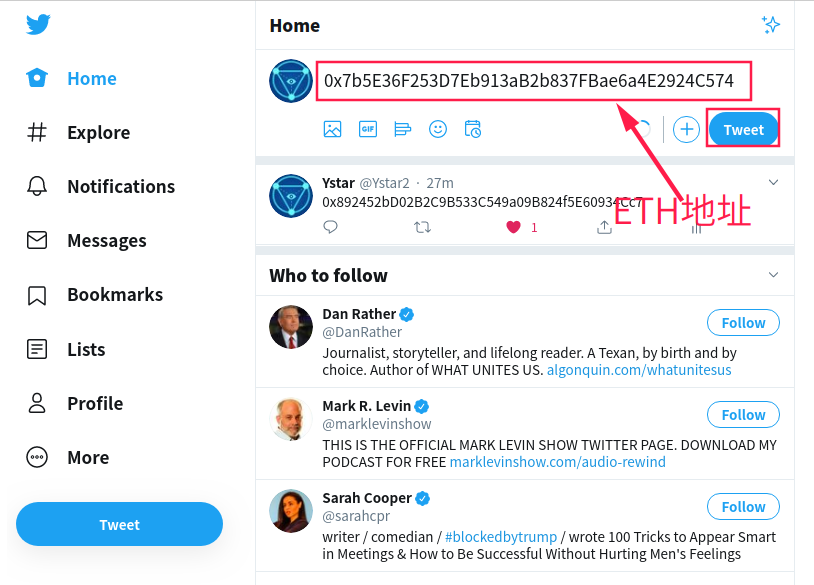 Home
0x7b5E36F253D7Eb913aB2b837FBae6a4E2924C574
GIF
Tweet
Home
Explore
Notifications
Messages
Bookmarks
Lists
Profile
More
Tweet
Ystar @Ystar2 · 27m
0x892452bD02B2C9B533C549a09B824f5E60934Cc7
ETH地址
1
Who to follow
Dan Rather
@DanRather
Follow
Journalist, storyteller, and lifelong reader. A Texan, by birth and by
choice. Author of WHAT UNITES US. algonquin.com/whatunitesus
Mark R. Levin
@marklevinshow
Follow
THIS IS THE OFFICIAL MARK LEVIN SHOW TWITTER PAGE. DOWNLOAD MY
PODCAST FOR FREE marklevinshow.com/audio-rewind
Sarah Cooper
@sarahcpr
Follow
writer / comedian / #blockedbytrump / wrote 100 Tricks to Appear Smart
in Meetings & How to Be Successful Without Hurting Men's Feelings